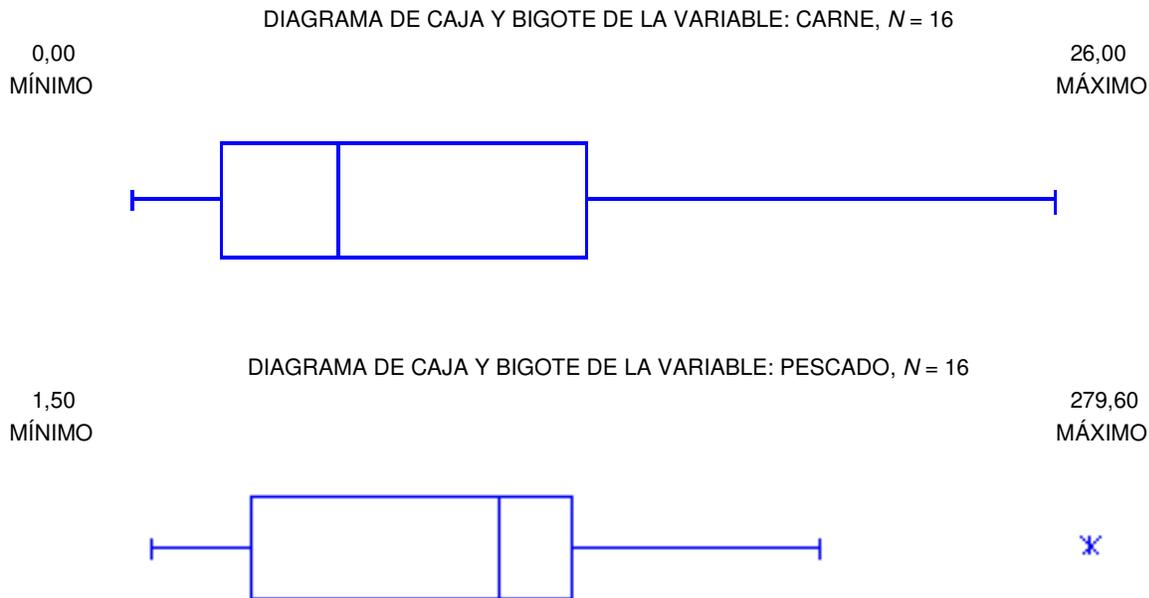 DIAGRAMA DE CAJA Y BIGOTE DE LA VARIABLE: CARNE, N = 16
0,00
MÍNIMO
26,00
MÁXIMO
DIAGRAMA DE CAJA Y BIGOTE DE LA VARIABLE: PESCADO, N = 16
1,50
MÍNIMO
279,60
MÁXIMO